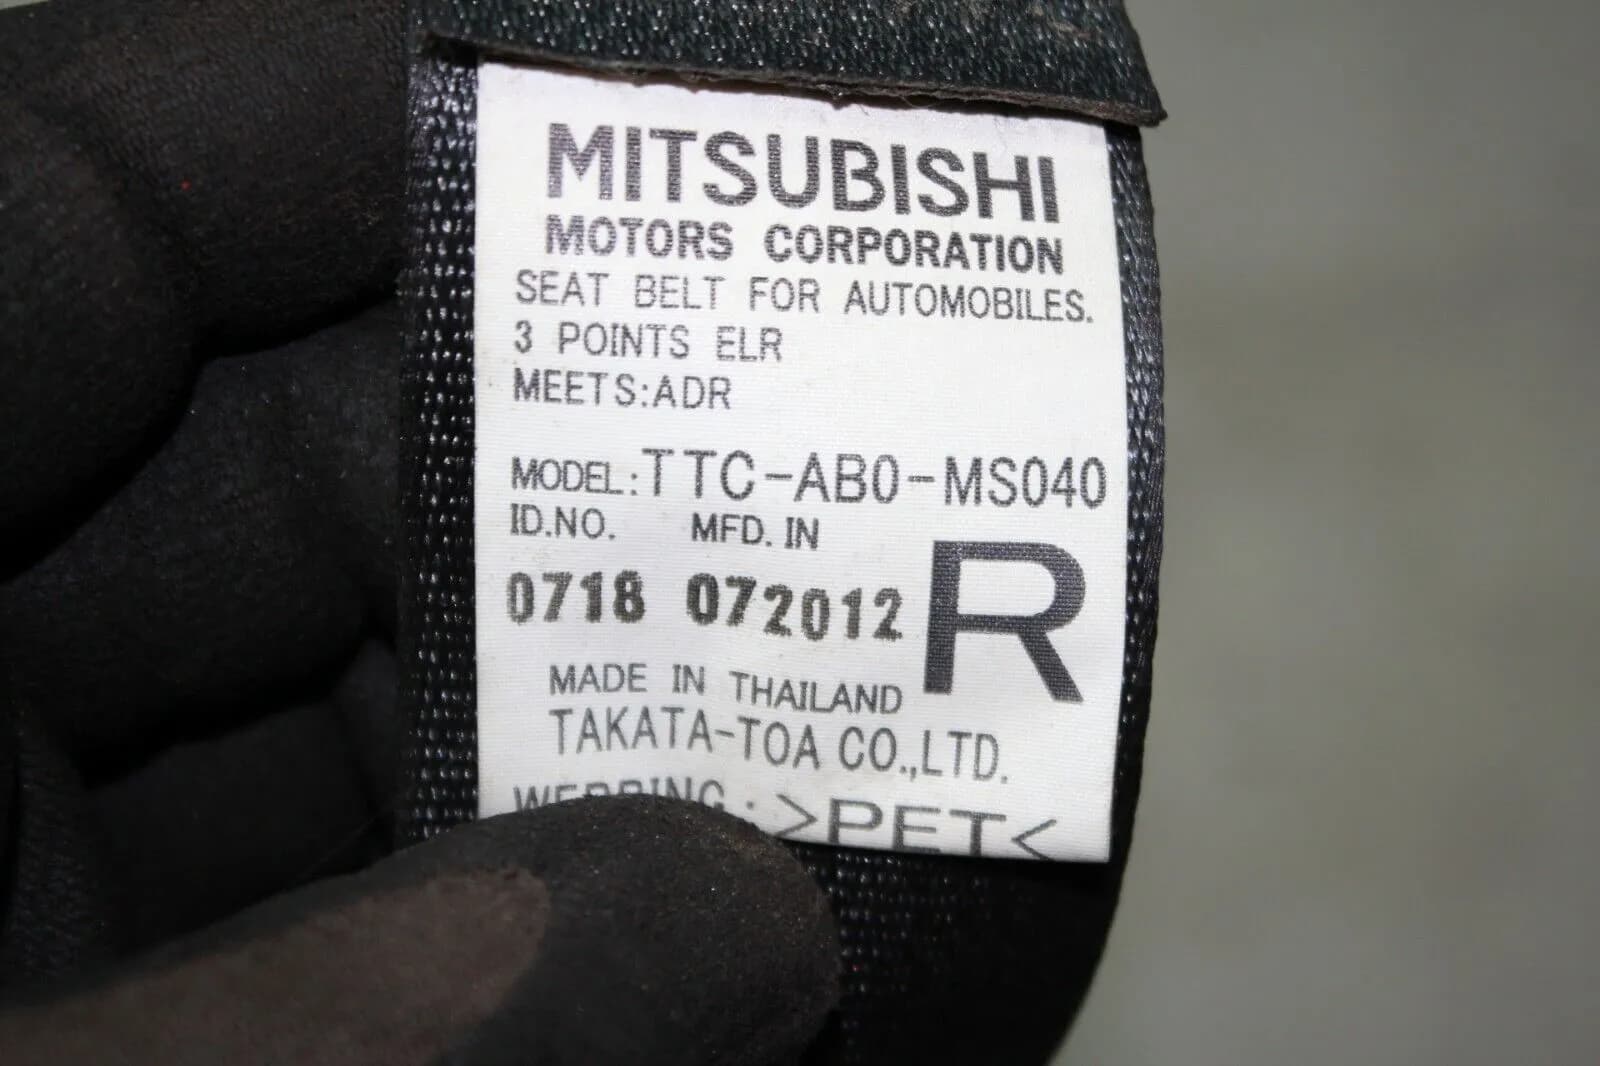 MITSUBISHI
MOTORS CORPORATION
SEAT BELT FOR AUTOMOBILES.
3 POINTS ELR
MEETS:ADR
MODEL:TTC-AB0-MS040
ID.NO. MFD. IN
0718 072012 R
MADE IN THAILAND
TAKATA-TOA CO.,LTD.
WEBBING : >PET<